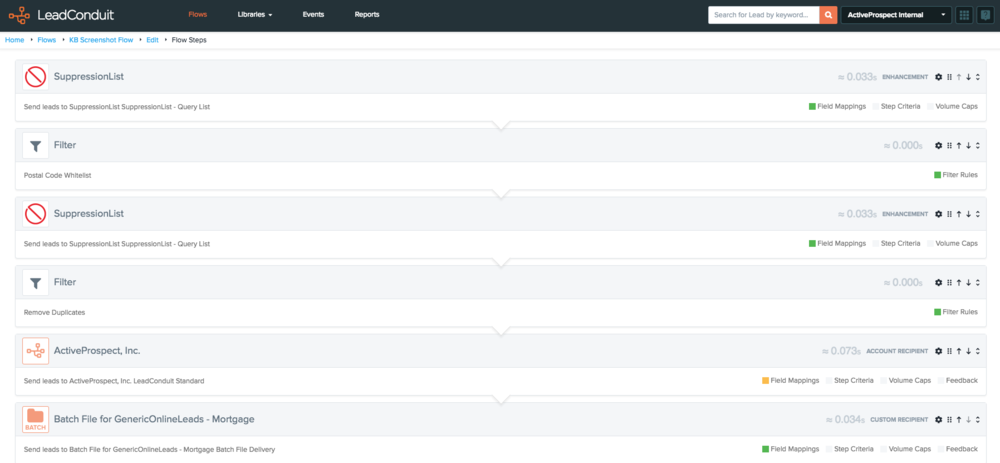 LeadConduit Flows Libraries Events Reports Search for Lead by keyword... ActiveProspect Internal
Home Flows KB Screenshot Flow Edit Flow Steps
SuppressionList ≈ 0.033s ENHANCEMENT
Send leads to SuppressionList SuppressionList - Query List Field Mappings Step Criteria Volume Caps
Filter ≈ 0.000s
Postal Code Whitelist Filter Rules
SuppressionList ≈ 0.033s ENHANCEMENT
Send leads to SuppressionList SuppressionList - Query List Field Mappings Step Criteria Volume Caps
Filter ≈ 0.000s
Remove Duplicates Filter Rules
ActiveProspect, Inc. ≈ 0.073s ACCOUNT RECIPIENT
Send leads to ActiveProspect, Inc. LeadConduit Standard Field Mappings Step Criteria Volume Caps Feedback
BATCH Batch File for GenericOnlineLeads - Mortgage ≈ 0.034s CUSTOM RECIPIENT
Send leads to Batch File for GenericOnlineLeads - Mortgage Batch File Delivery Field Mappings Step Criteria Volume Caps Feedback